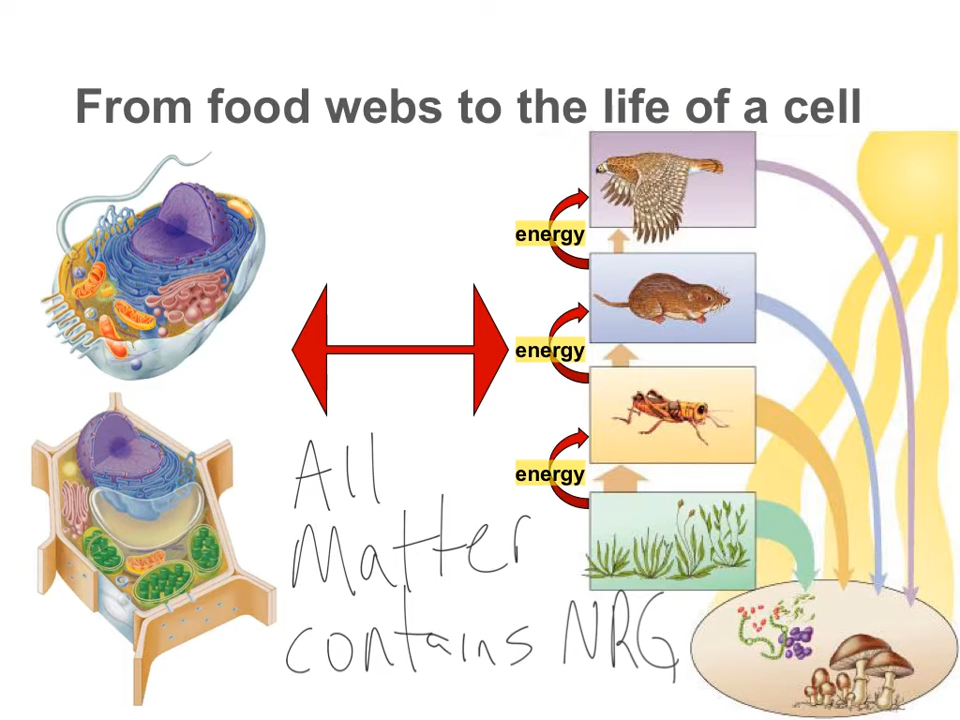 From food webs to the life of a cell
energy
energy
energy
All
Matter
contains NRG